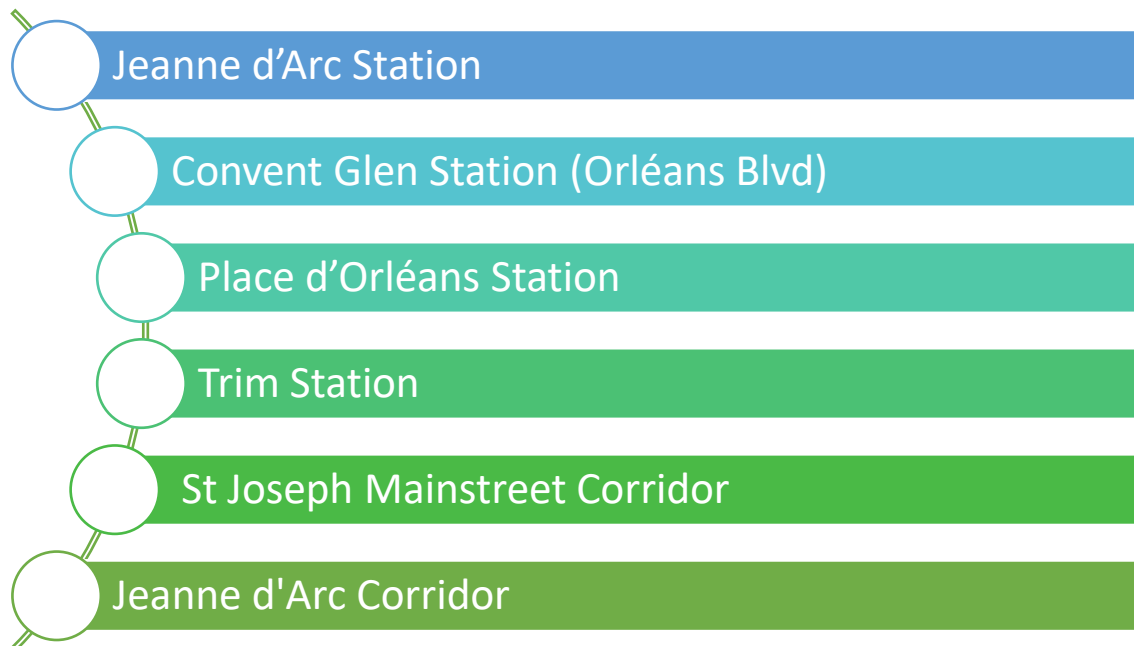 Jeanne d’Arc Station
Convent Glen Station (Orléans Blvd)
Place d’Orléans Station
Trim Station
St Joseph Mainstreet Corridor
Jeanne d'Arc Corridor